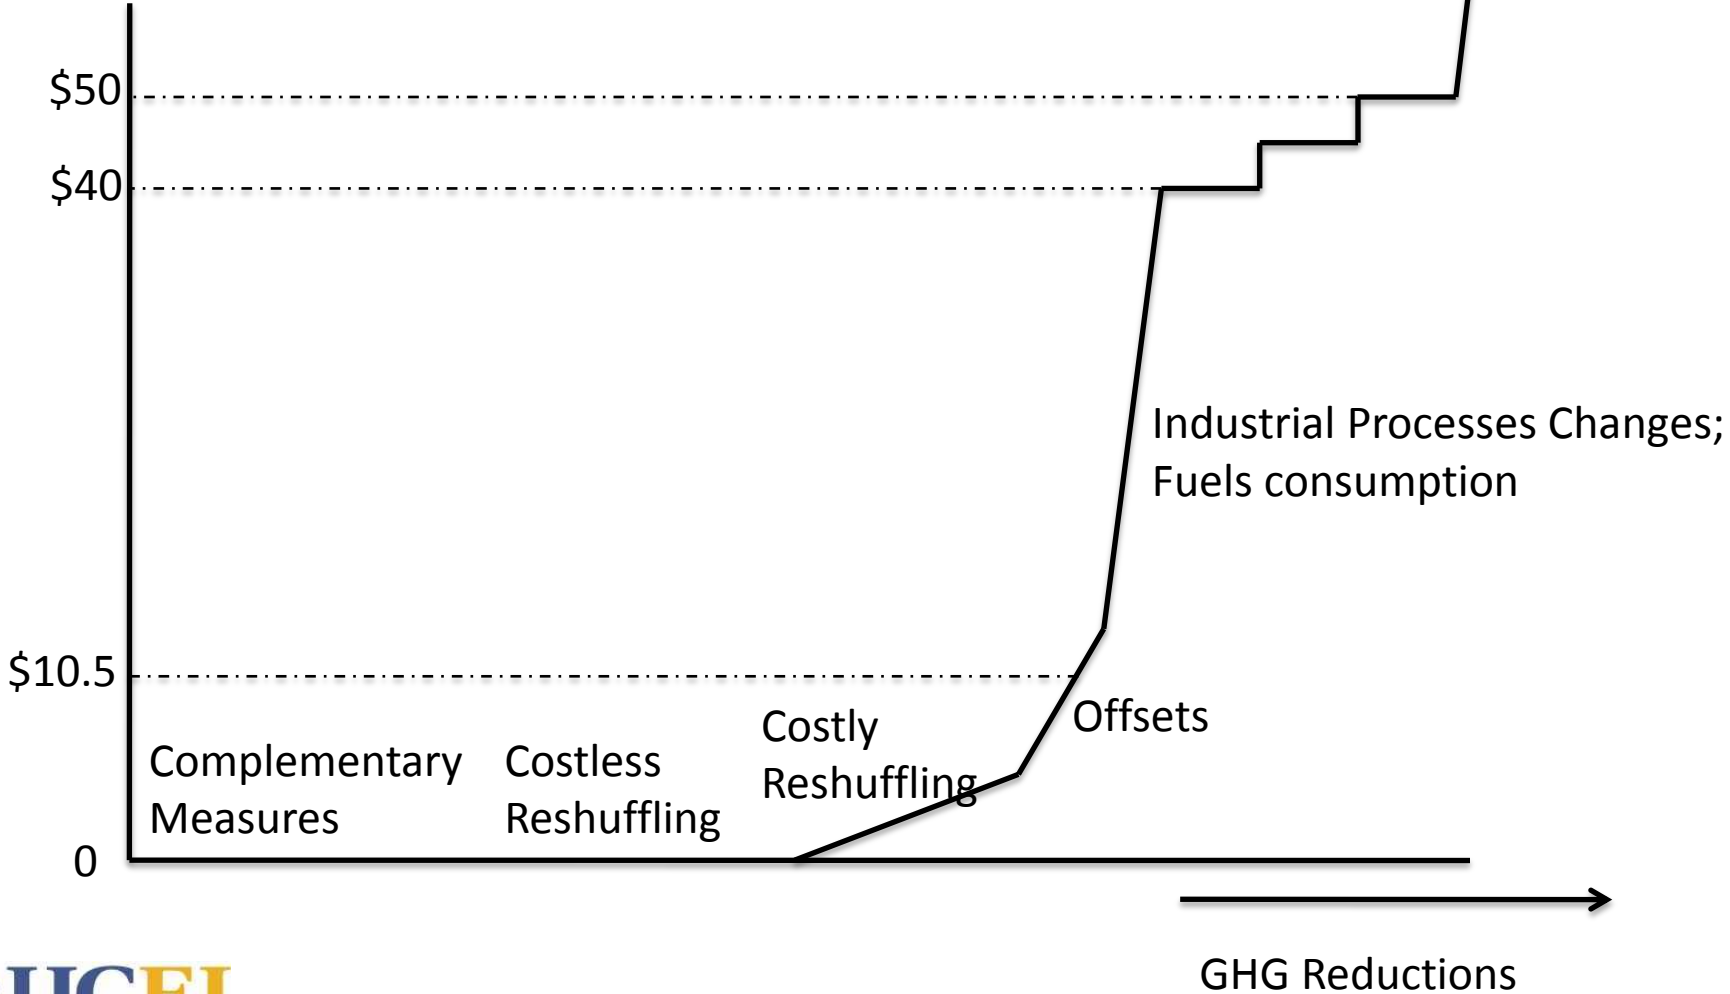 $50
$40
Industrial Processes Changes;
Fuels consumption
$10.5
Offsets
Costly
Reshuffling
Complementary
Measures
Costless
Reshuffling
0
GHG Reductions
UCEI